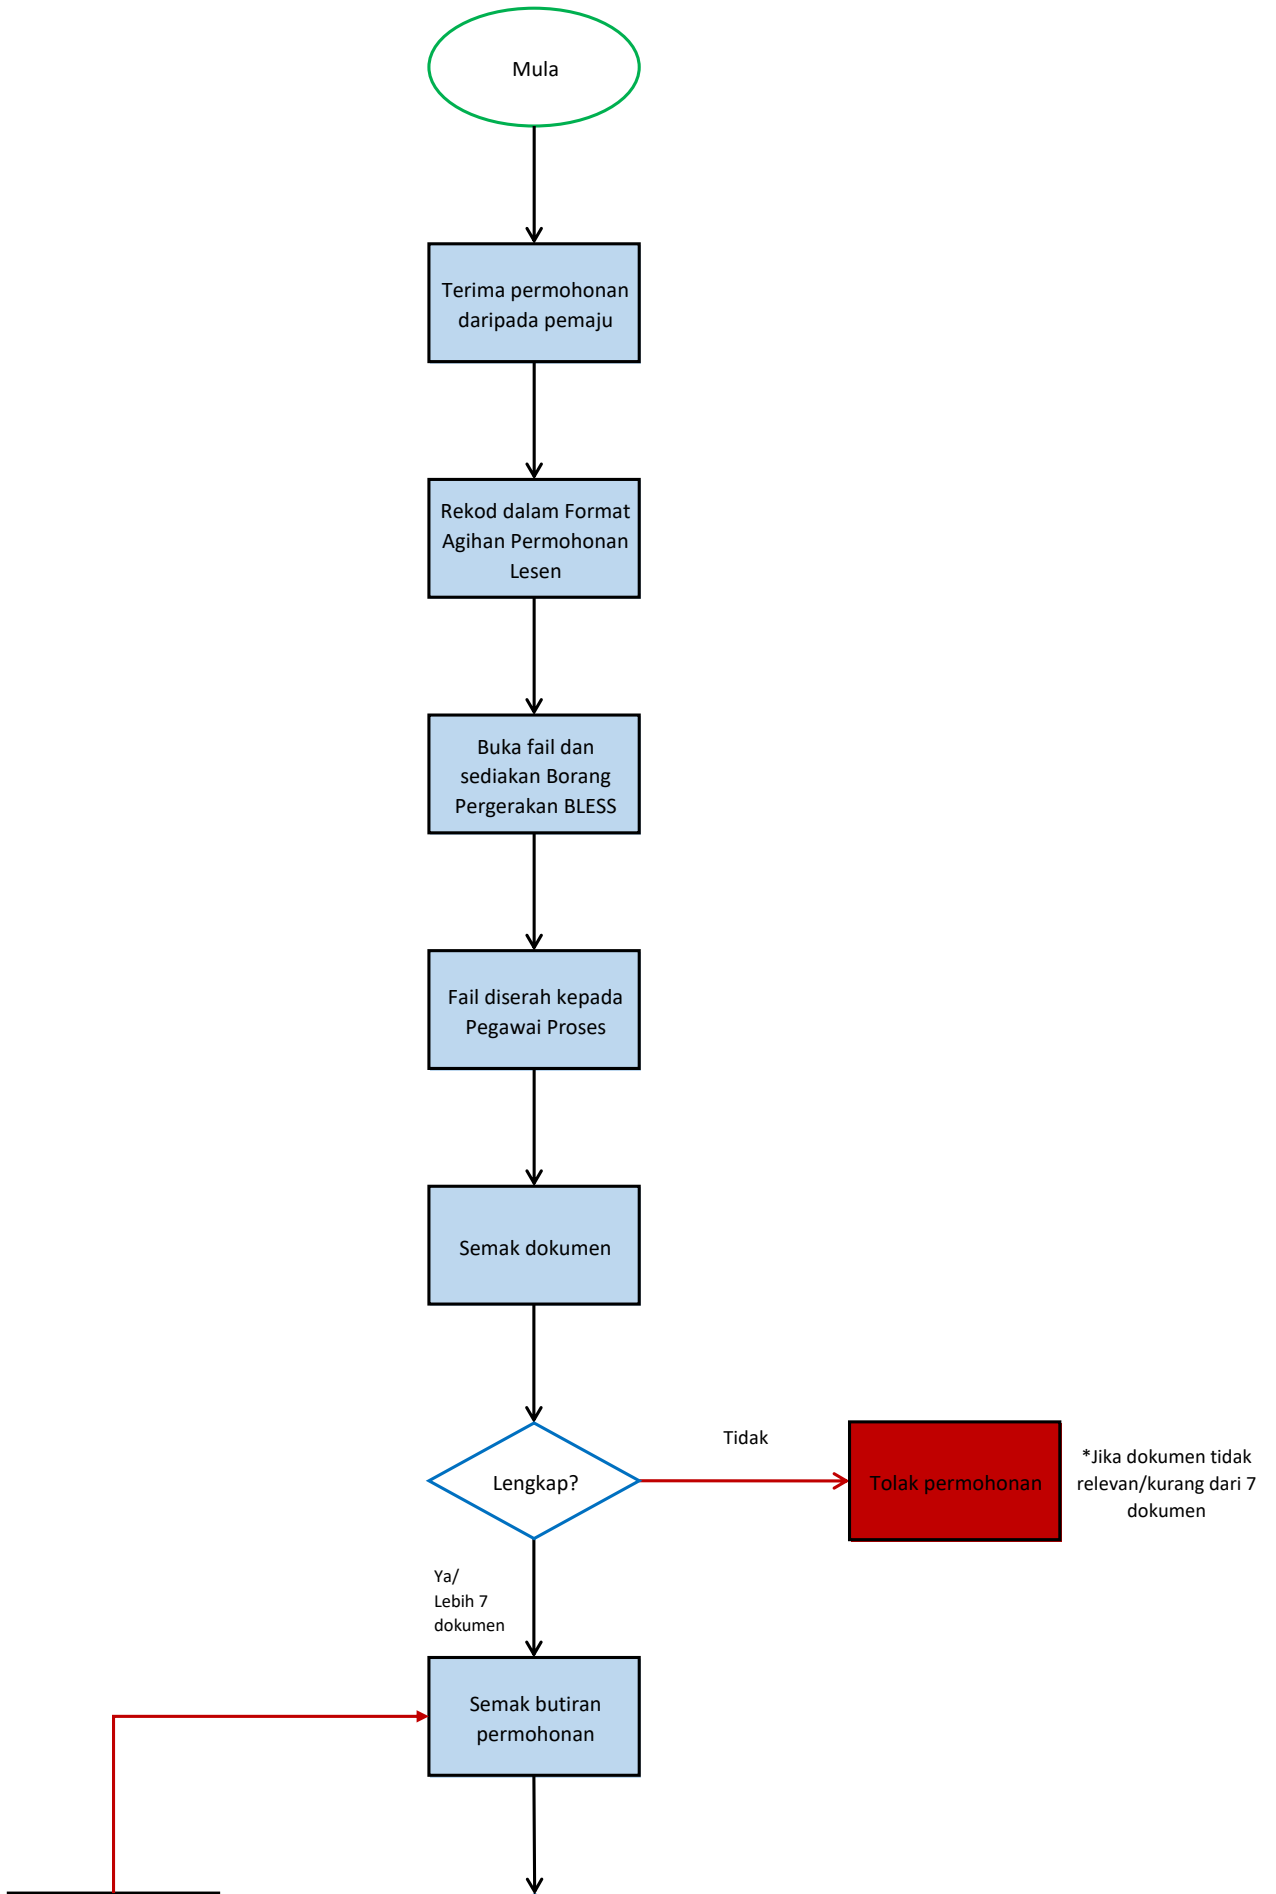 Mula
Terima permohonan
daripada pemaju
Rekod dalam Format
Agihan Permohonan
Lesen
Buka fail dan
sediakan Borang
Pergerakan BLESS
Fail diserah kepada
Pegawai Proses
Semak dokumen
Lengkap?
Tidak
Tolak permohonan
*Jika dokumen tidak
relevan/kurang dari 7
dokumen
Ya/
Lebih 7
dokumen
Semak butiran
permohonan